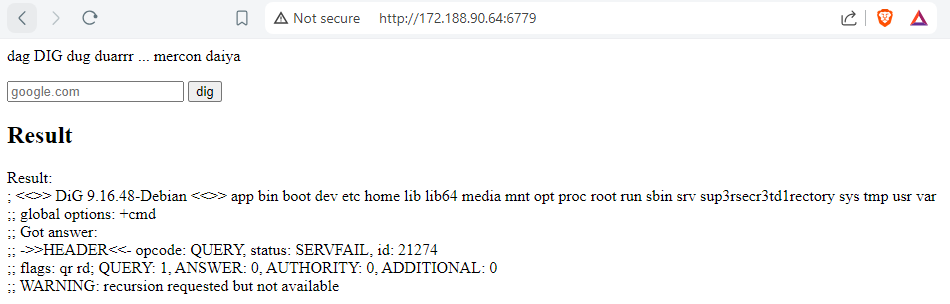 Not secure http://172.188.90.64:6779
dag DIG dug duarrr ... mercon daiya
google.com dig
Result
Result:
; <<>> DiG 9.16.48-Debian <<>> app bin boot dev etc home lib lib64 media mnt opt proc root run sbin srv sup3rsecr3td1rectory sys tmp usr var
;; global options: +cmd
;; Got answer:
;; ->>HEADER<<- opcode: QUERY, status: SERVFAIL, id: 21274
;; flags: qr rd; QUERY: 1, ANSWER: 0, AUTHORITY: 0, ADDITIONAL: 0
;; WARNING: recursion requested but not available